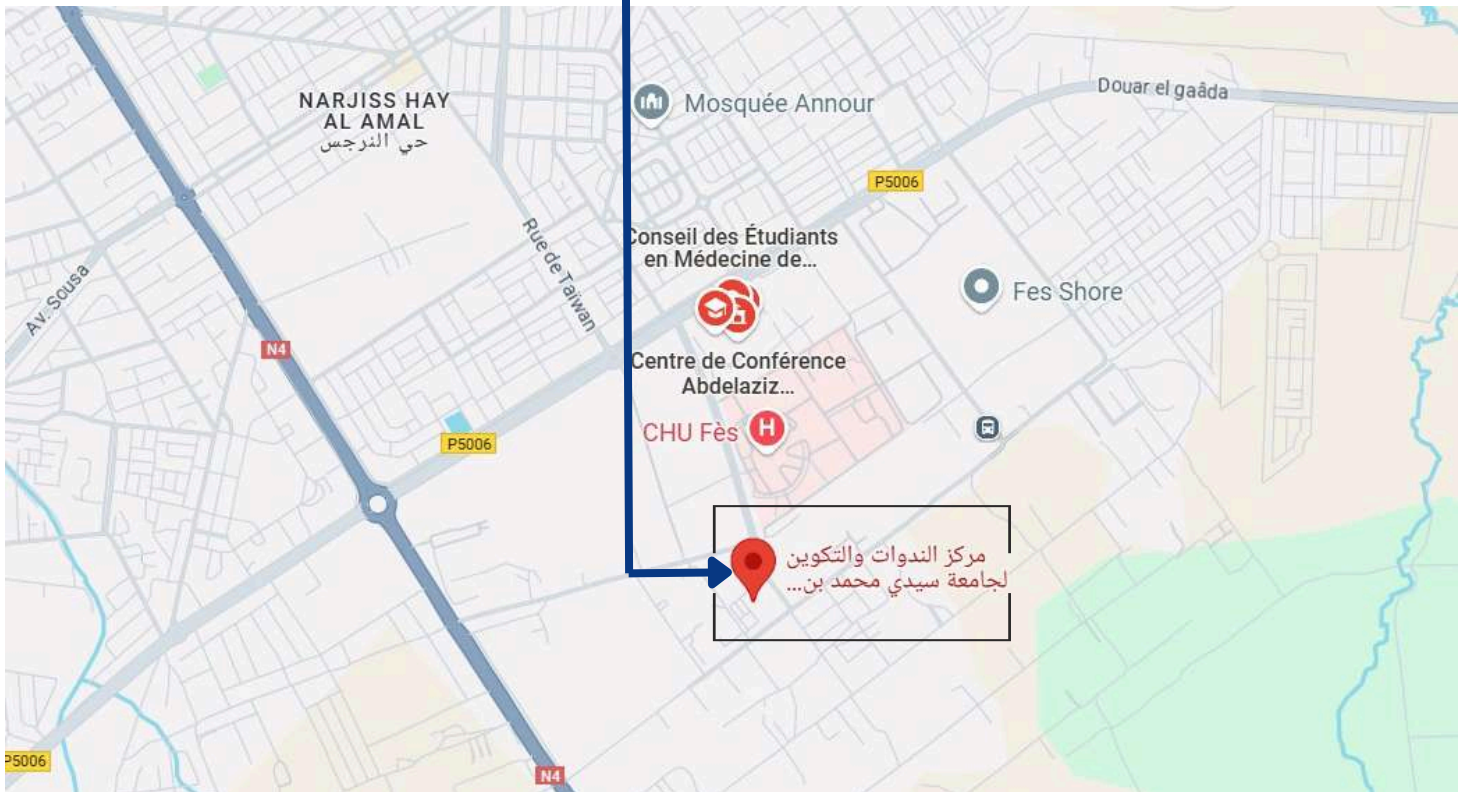 Douar el gaâda
NARJISS HAY
AL AMAL
حي النرجس
Mosquée Annour
P5006
Conseil des Étudiants
en Médecine de...
Rue de Taïwan
Av. Sousa
Fes Shore
N4
Centre de Conférence
Abdelaziz...
CHU Fès
H
P5006
مركز الندوات والتكوين
لجامعة سيدي محمد بن...
P5006
N4